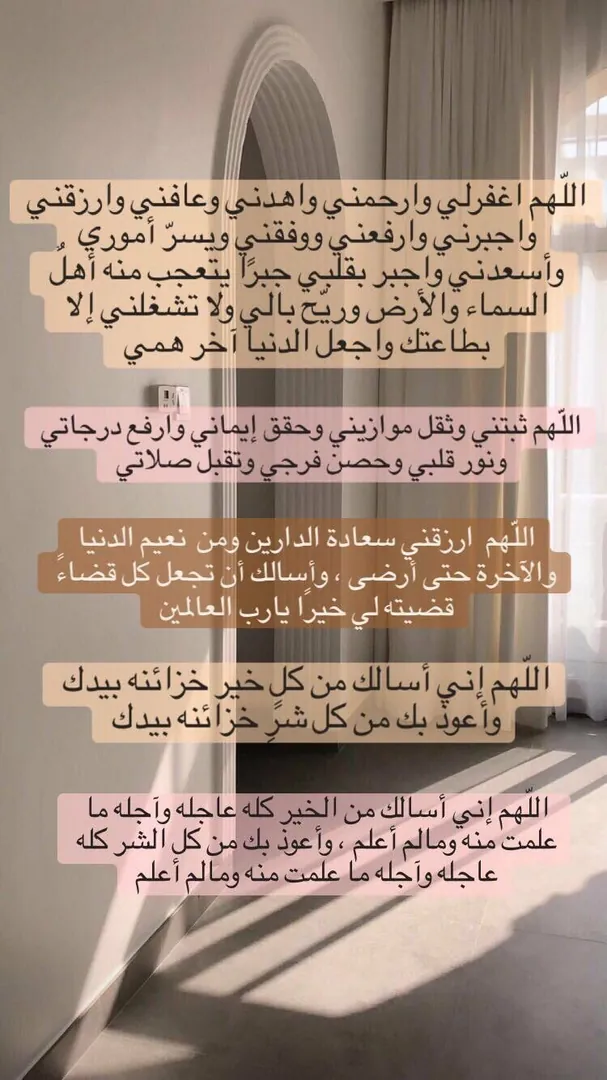 اللّهم اغفرلي وارحمني واهدني وعافني وارزقني
واجبرني وارفعني ووفقني ويسرّ أموري
وأسعدني واجبر بقلبي جبرًا يتعجب منه أهلُ
السماء والأرض وريّح بالي ولا تشغلني إلا
بطاعتك واجعل الدنيا آخر همي
اللّهم ثبتني وثقل موازيني وحقق إيماني وارفع درجاتي
ونور قلبي وحصن فرجي وتقبل صلاتي
اللّهم ارزقني سعادة الدارين ومن نعيم الدنيا
والآخرة حتى أرضى ، وأسالك أن تجعل كل قضاءً
قضيته لي خيرًا يارب العالمين
اللّهم إني أسالك من كلِ خير خزائنه بيدك
وأعوذ بك من كل شرٍ خزائنه بيدك
اللّهم إني أسالك من الخير كله عاجله وآجله ما
علمت منه ومالم أعلم ، وأعوذ بك من كل الشر كله
عاجله وآجله ما علمت منه ومالم أعلم